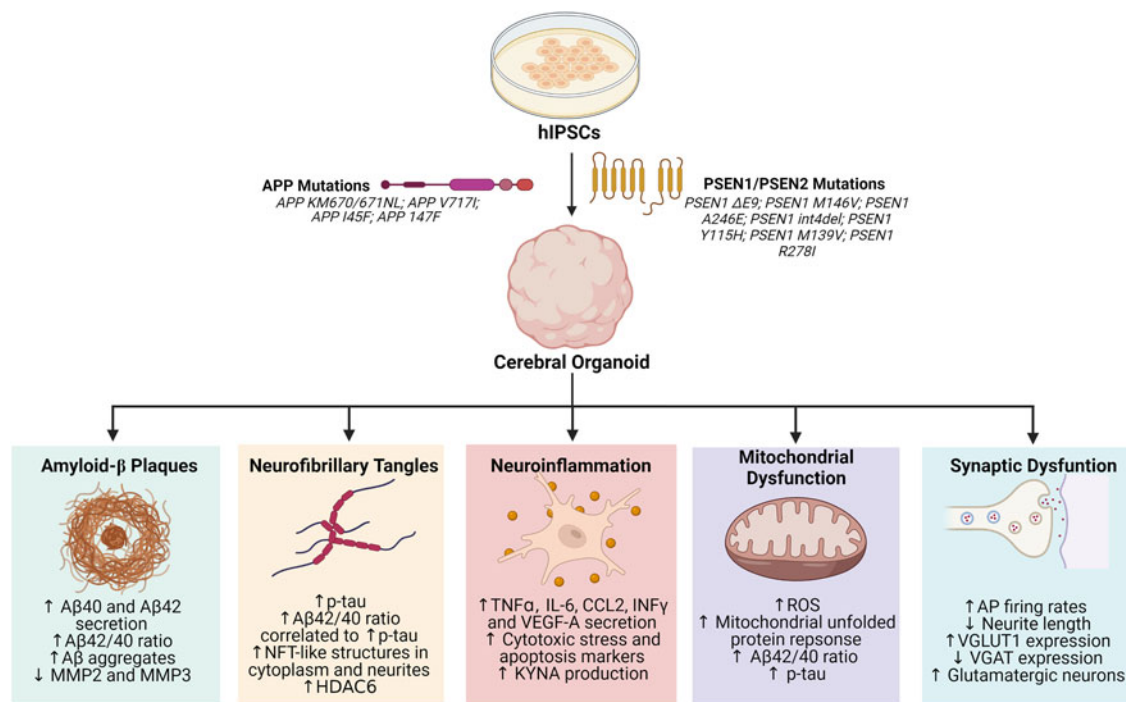 hIPSCs
APP Mutations
APP KM670/671NL; APP V717I;
APP I45F; APP 147F
PSEN1/PSEN2 Mutations
PSEN1 ΔE9; PSEN1 M146V; PSEN1
A246E; PSEN1 int4del; PSEN1
Y115H; PSEN1 M139V; PSEN1
R278I
Cerebral Organoid
Amyloid-β Plaques
↑ Aβ40 and Aβ42
secretion
↑Aβ42/40 ratio
↑Aβ aggregates
↓ MMP2 and MMP3
Neurofibrillary Tangles
↑p-tau
↑Aβ42/40 ratio
correlated to ↑p-tau
↑NFT-like structures in
cytoplasm and neurites
↑HDAC6
Neuroinflammation
↑TNFα, IL-6, CCL2, INFγ
and VEGF-A secretion
↑ Cytotoxic stress and
apoptosis markers
↑ KYNA production
Mitochondrial
Dysfunction
↑ROS
↑ Mitochondrial unfolded
protein repsonse
↑ Aβ42/40 ratio
↑ p-tau
Synaptic Dysfuntion
↑AP firing rates
↓ Neurite length
↑VGLUT1 expression
↓ VGAT expression
↑ Glutamatergic neurons